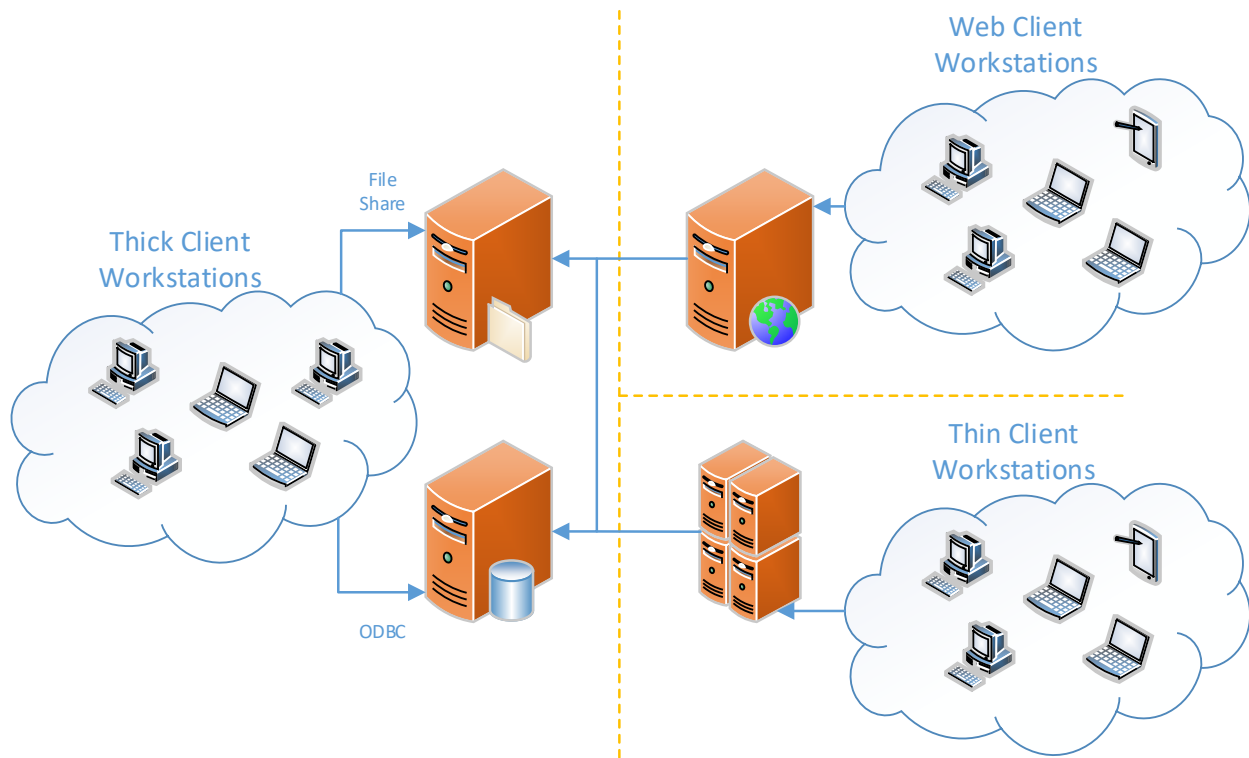 Web Client
Workstations
File
Share
Thick Client
Workstations
Thin Client
Workstations
ODBC